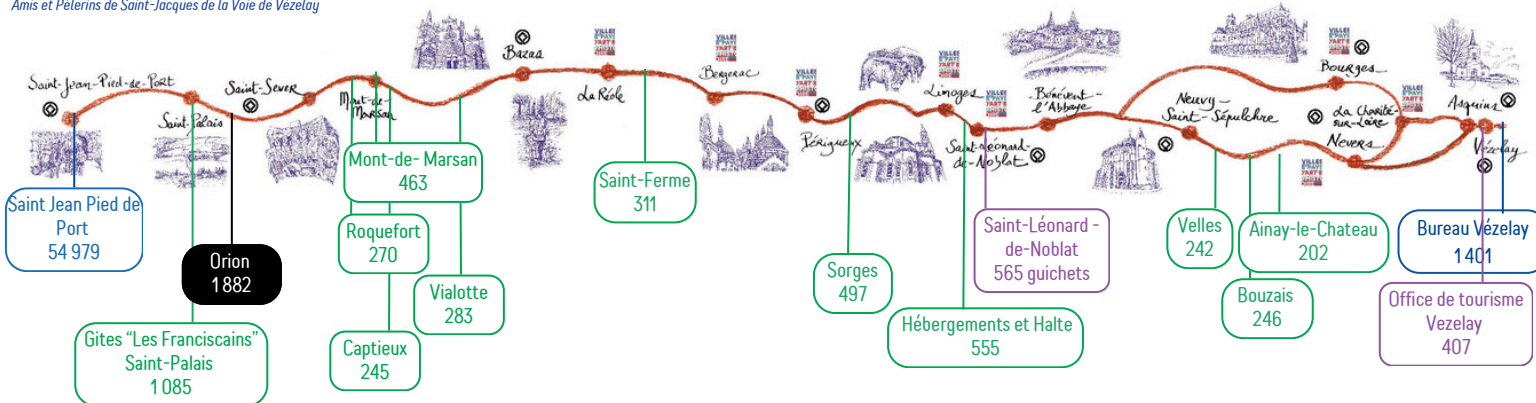 Amis et Pèlerins de Saint-Jacques de la Voie de Vézelay
Saint-Jean-Pied-de-Port
Saint-Palais
Saint-Sever
Mont-de-
Marsan
Bazas
La Réole
Bergerac
Périgueux
Limoges
Saint-Léonard-
de-Noblat
Bénévent-
l'Abbaye
Neuvy-
Saint-Sépulchre
Bourges
La Charité-
sur-Loire
Nevers
Asquins
Vézelay
Saint Jean Pied de
Port
54 979
Orion
1 882
Gites "Les Franciscains"
Saint-Palais
1 085
Mont-de- Marsan
463
Roquefort
270
Captieux
245
Vialotte
283
Saint-Ferme
311
Sorges
497
Hébergements et Halte
555
Saint-Léonard -
de-Noblat
565 guichets
Velles
242
Bouzais
246
Ainay-le-Chateau
202
Bureau Vézelay
1 401
Office de tourisme
Vezelay
407